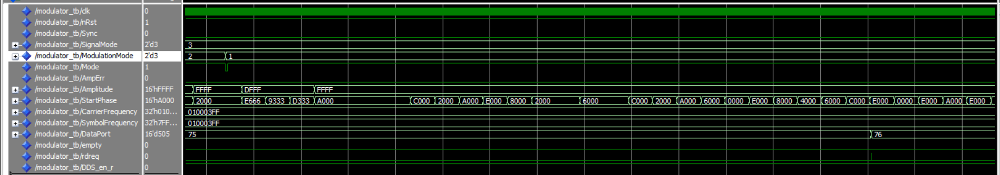 /modulator_tb/clk 0
/modulator_tb/nRst 1
/modulator_tb/Sync 0
/modulator_tb/SignalMode 2'd3 3
/modulator_tb/ModulationMode 2'd3 2 1
/modulator_tb/Mode 1
/modulator_tb/AmpErr 0
/modulator_tb/Amplitude 16'hFFFF FFFF DFFF FFFF
/modulator_tb/StartPhase 16'hA000 2000 E666 9333 D333 A000 C000 2000 A000 E000 8000 2000 6000 C000 2000 A000 6000 0000 E000 8000 4000 6000 C000 E000 0000 E000 A000 E000
/modulator_tb/CarrierFrequency 32'h010... 010003FF
/modulator_tb/SymbolFrequency 32'h7FF... 010003FF
/modulator_tb/DataPort 16'd505 75 76
/modulator_tb/empty 0
/modulator_tb/rdreq 0
/modulator_tb/DDS_en_r 0